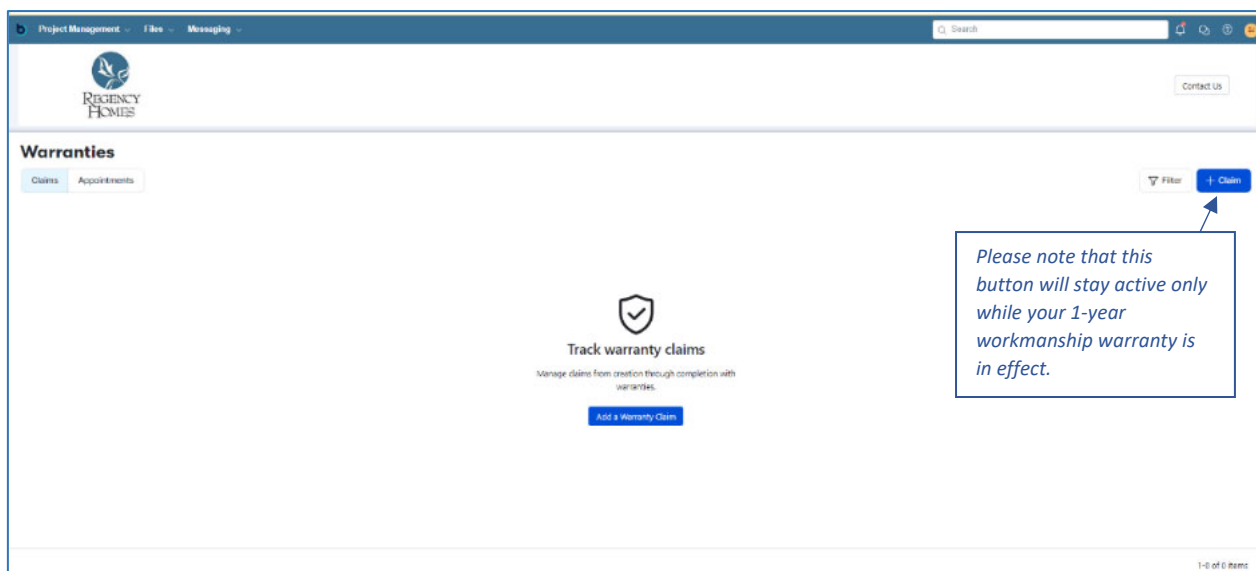 b Project Management Files Messaging Search
REGENCY
HOMES
Contact Us
Warranties
Claims Appointments Filter + Claim
Please note that this
button will stay active only
while your 1-year
workmanship warranty is
in effect.
Track warranty claims
Manage claims from creation through completion with
warranties.
Add a Warranty Claim
1-0 of 0 items